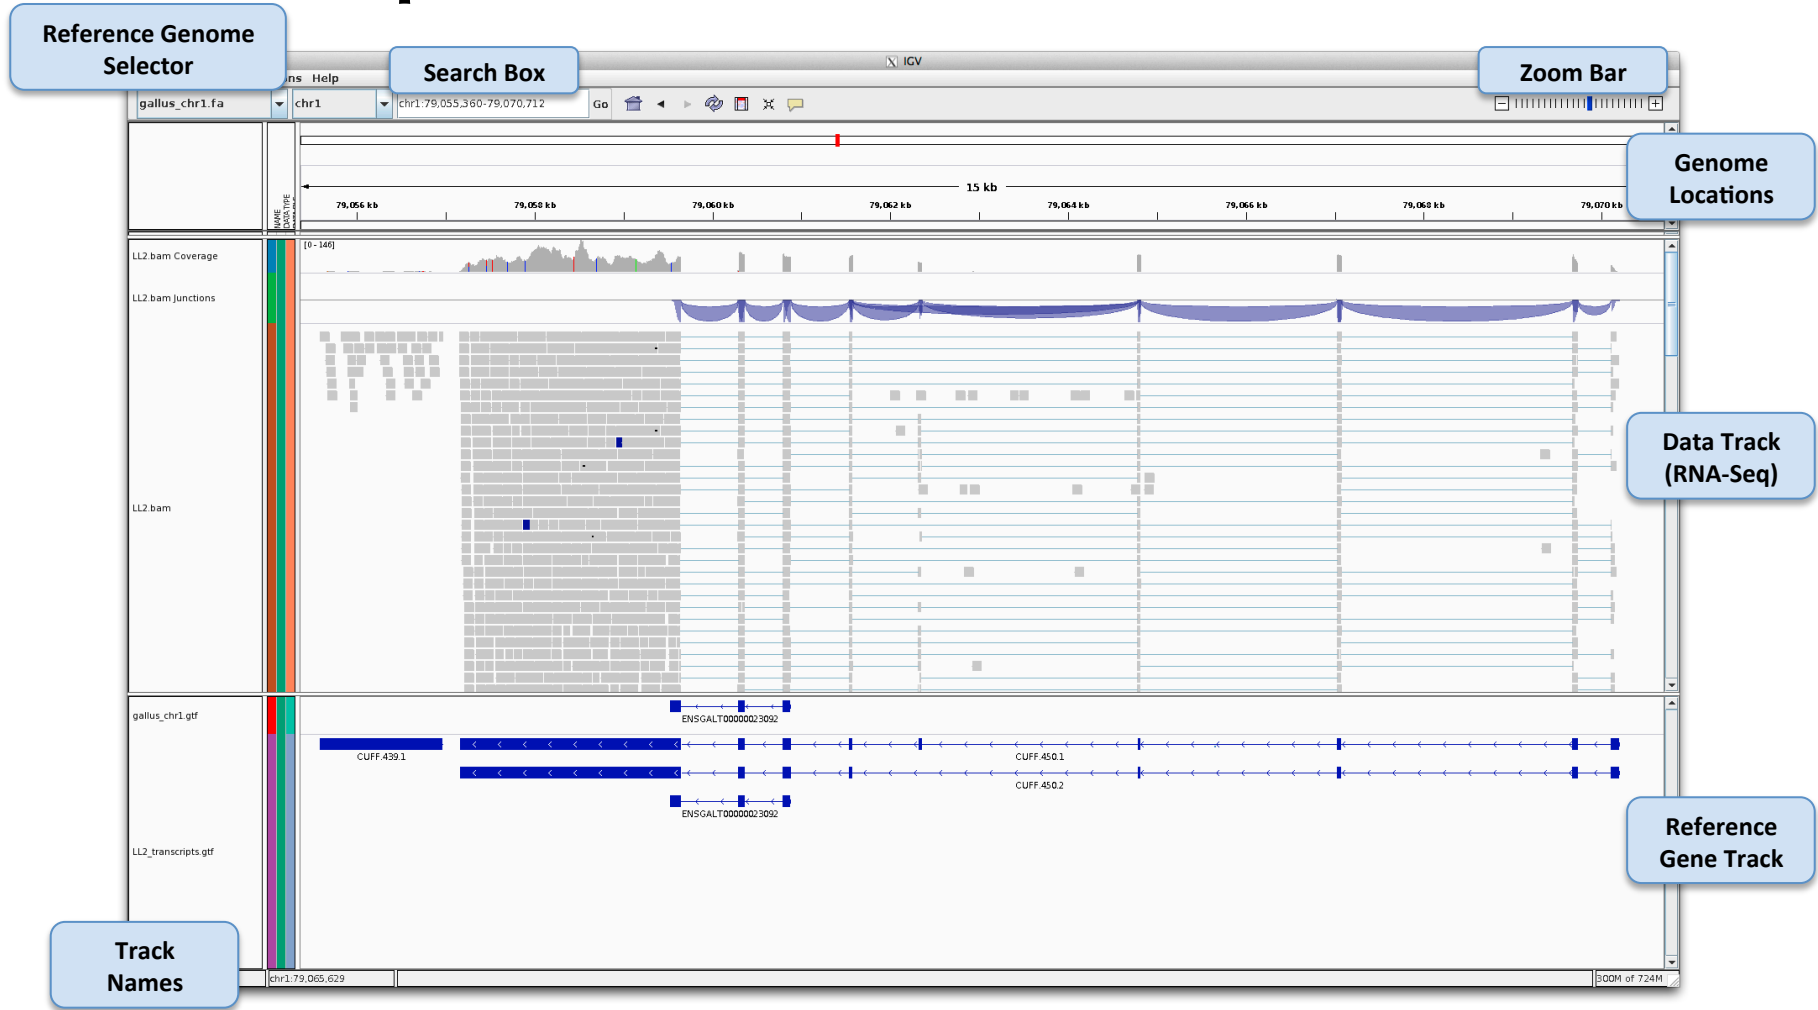 Reference Genome
Selector
Search Box
Zoom Bar
IGV
ns Help
gallus_chr1.fa
chr1
chr1:79,055,360-79,070,712
Go
Genome
Locations
15 kb
79,056 kb
79,058 kb
79,060 kb
79,062 kb
79,064 kb
79,066 kb
79,068 kb
79,070 kb
NAME
DATA TYPE
LL2.bam Coverage
[0 - 146]
LL2.bam Junctions
Data Track
(RNA-Seq)
LL2.bam
gallus_chr1.gtf
ENSGALT00000023092
CUFF.439.1
CUFF.450.1
CUFF.450.2
ENSGALT00000023092
Reference
Gene Track
LL2_transcripts.gtf
Track
Names
chr1:79,065,629
300M of 724M